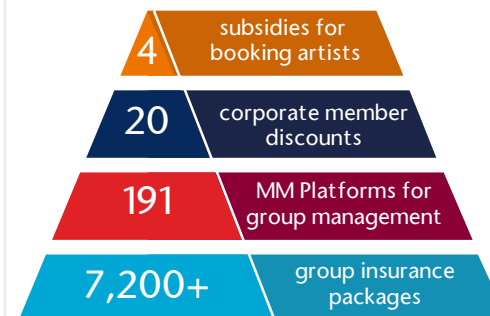 4
subsidies for
booking artists
20
corporate member
discounts
191
MM Platforms for
group management
7,200+
group insurance
packages